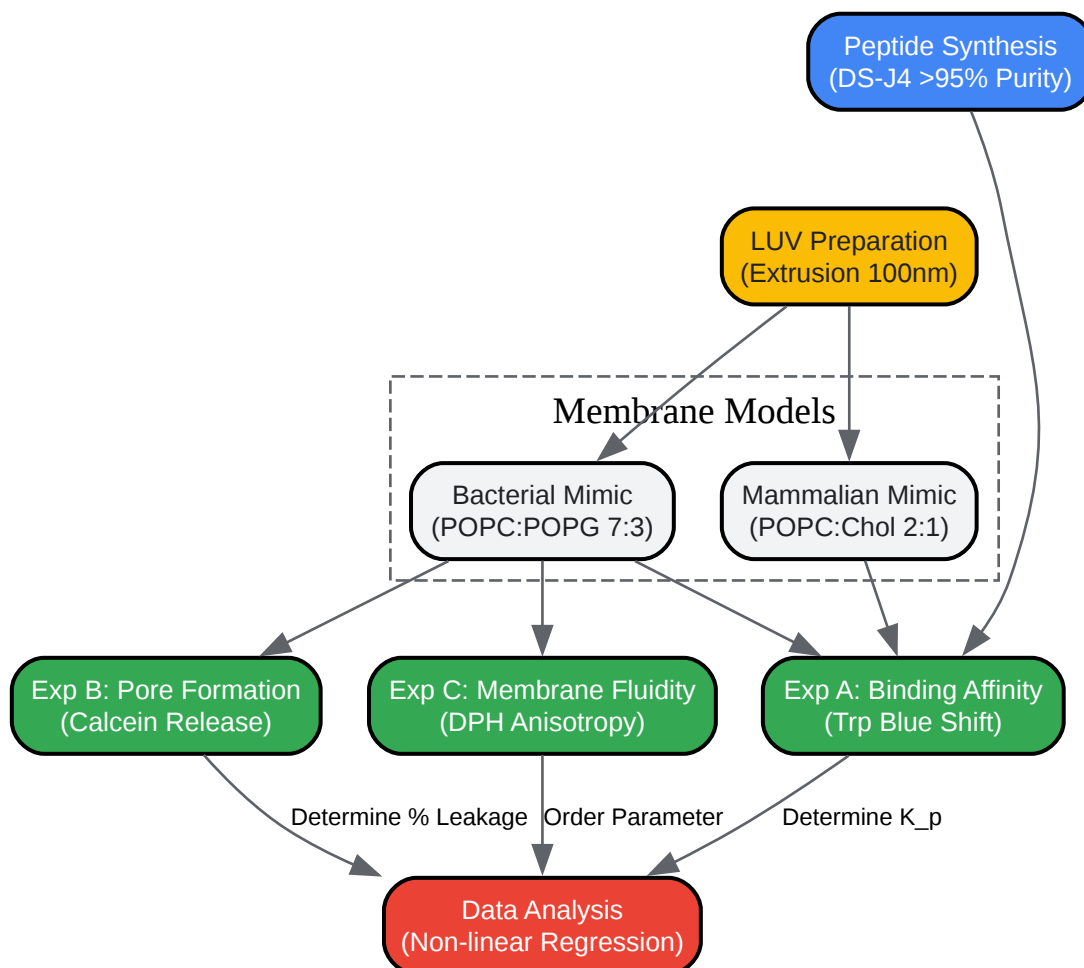 Peptide Synthesis
(DS-J4 >95% Purity)
LUV Preparation
(Extrusion 100nm)
Membrane Models
Bacterial Mimic
(POPC:POPG 7:3)
Mammalian Mimic
(POPC:Chol 2:1)
Exp B: Pore Formation
(Calcein Release)
Exp C: Membrane Fluidity
(DPH Anisotropy)
Exp A: Binding Affinity
(Trp Blue Shift)
Determine % Leakage
Order Parameter
Determine K_p
Data Analysis
(Non-linear Regression)